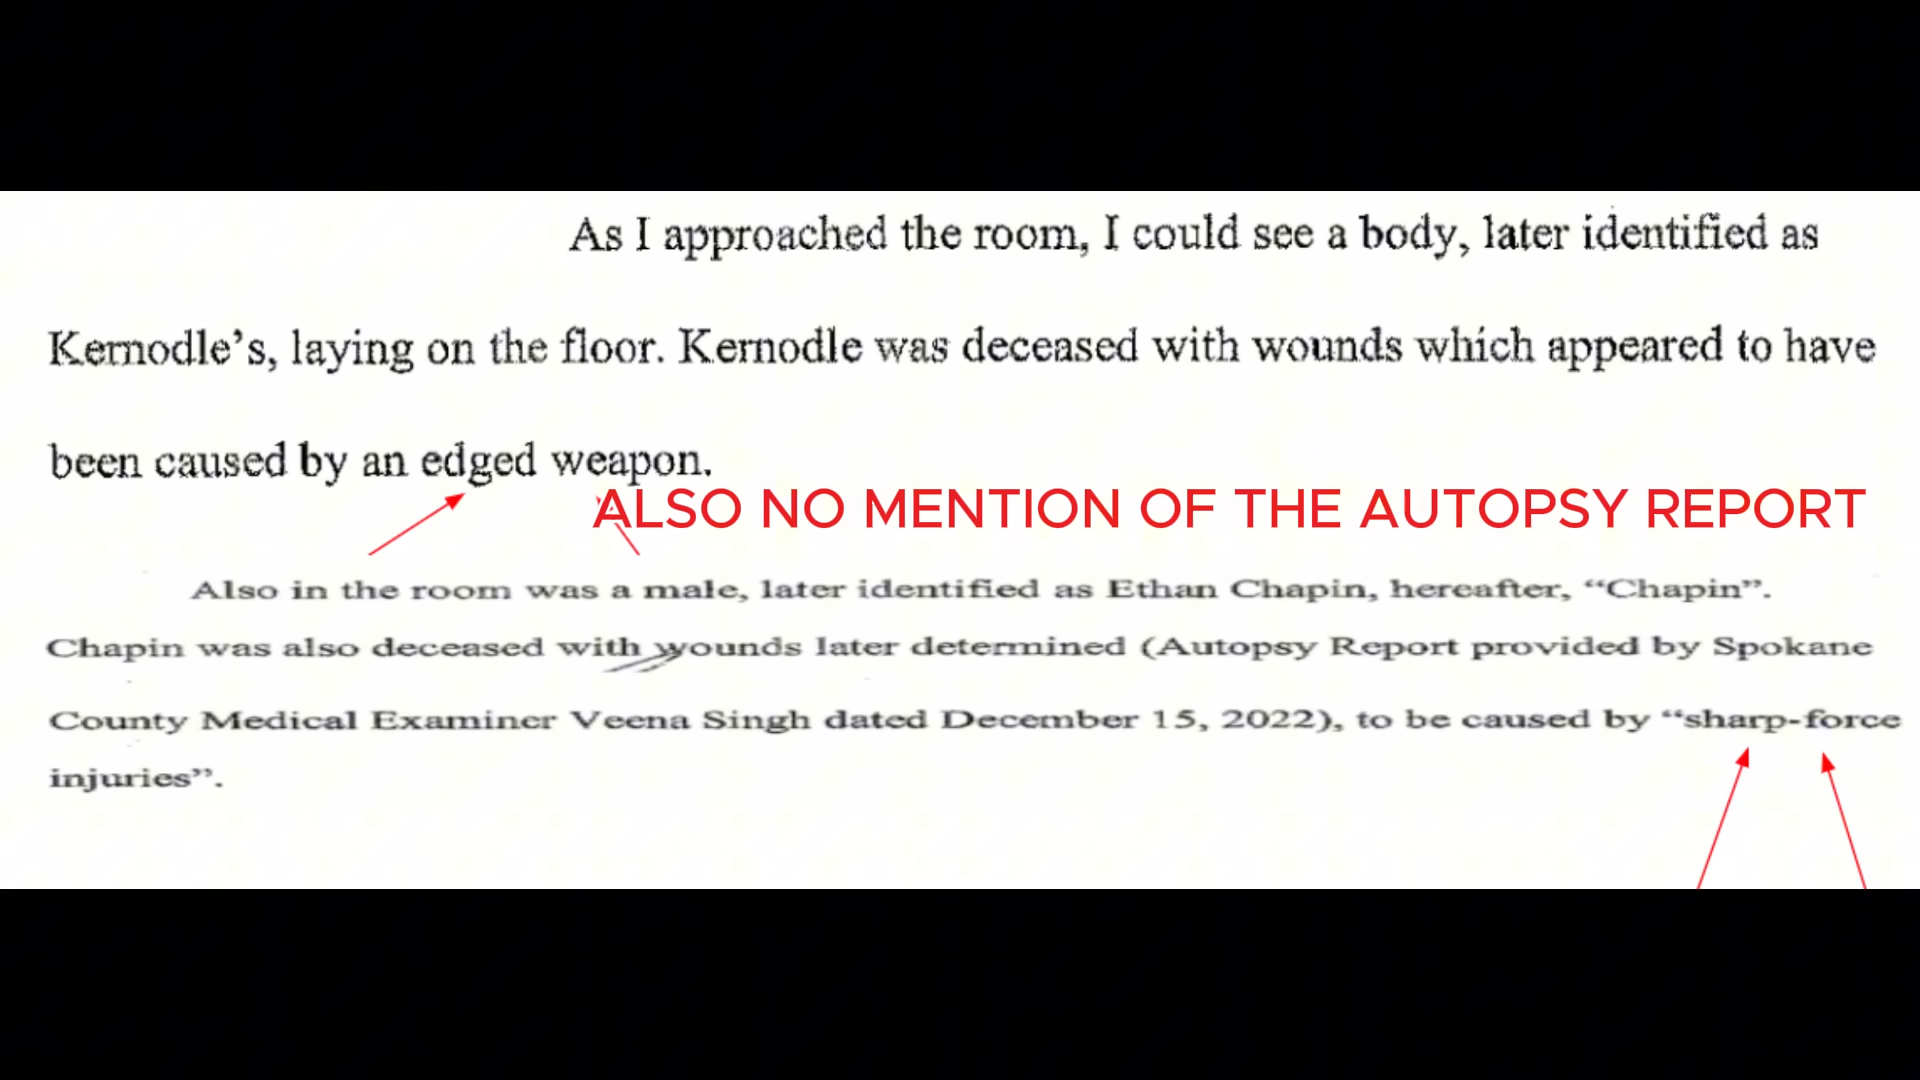 As I approached the room, I could see a body, later identified as
Kernodle’s, laying on the floor. Kernodle was deceased with wounds which appeared to have
been caused by an edged weapon.
ALSO NO MENTION OF THE AUTOPSY REPORT
Also in the room was a male, later identified as Ethan Chapin, hereafter, “Chapin”.
Chapin was also deceased with wounds later determined (Autopsy Report provided by Spokane
County Medical Examiner Veena Singh dated December 15, 2022), to be caused by “sharp-force
injuries”.